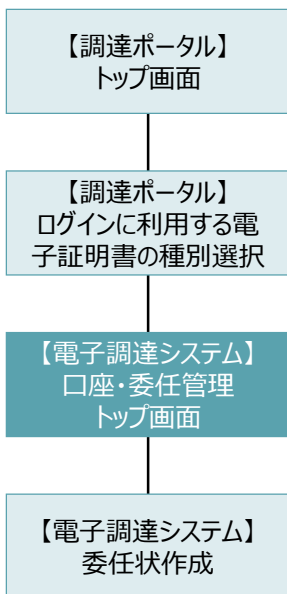 【調達ポータル】
トップ画面
【調達ポータル】
ログインに利用する電
子証明書の種別選択
【電子調達システム】
口座・委任管理
トップ画面
【電子調達システム】
委任状作成